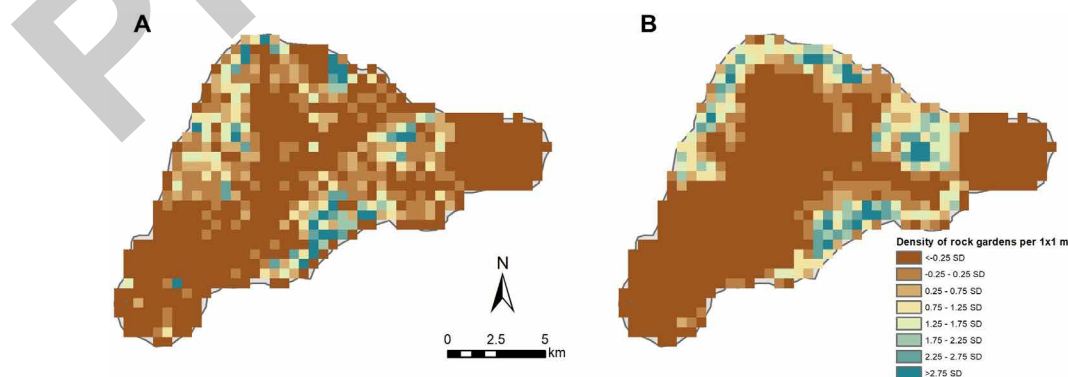 A
B
N
0 2.5 5
km
Density of rock gardens per 1x1 m
<-0.25 SD
-0.25 - 0.25 SD
0.25 - 0.75 SD
0.75 - 1.25 SD
1.25 - 1.75 SD
1.75 - 2.25 SD
2.25 - 2.75 SD
>2.75 SD